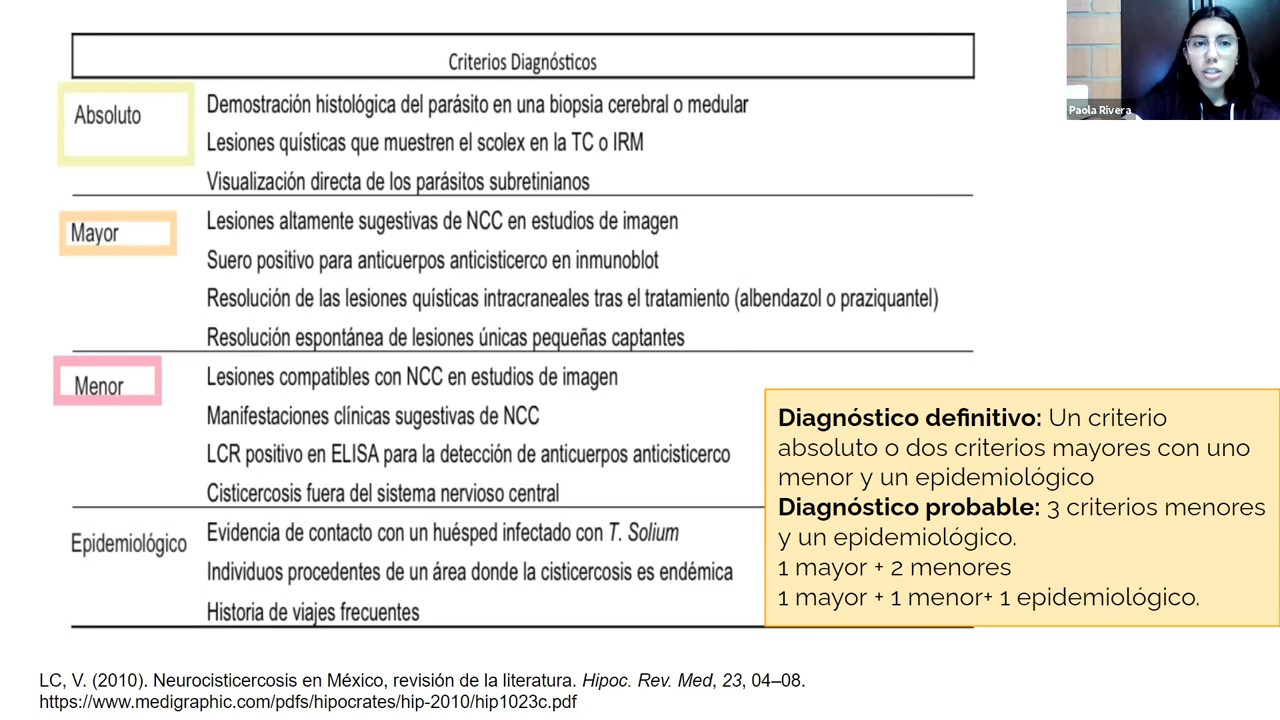 Criterios Diagnósticos
Absoluto
Demostración histológica del parásito en una biopsia cerebral o medular
Lesiones quísticas que muestren el scolex en la TC o IRM
Visualización directa de los parásitos subretinianos
Mayor
Lesiones altamente sugestivas de NCC en estudios de imagen
Suero positivo para anticuerpos anticisticerco en inmunoblot
Resolución de las lesiones quísticas intracraneales tras el tratamiento (albendazol o praziquantel)
Resolución espontánea de lesiones únicas pequeñas captantes
Menor
Lesiones compatibles con NCC en estudios de imagen
Manifestaciones clínicas sugestivas de NCC
LCR positivo en ELISA para la detección de anticuerpos anticisticerco
Cisticercosis fuera del sistema nervioso central
Epidemiológico
Evidencia de contacto con un huésped infectado con T. Solium
Individuos procedentes de un área donde la cisticercosis es endémica
Historia de viajes frecuentes
Diagnóstico definitivo: Un criterio
absoluto o dos criterios mayores con uno
menor y un epidemiológico
Diagnóstico probable: 3 criterios menores
y un epidemiológico.
1 mayor + 2 menores
1 mayor + 1 menor+ 1 epidemiológico.
LC, V. (2010). Neurocisticercosis en México, revisión de la literatura. Hipoc. Rev. Med, 23, 04–08.
https://www.medigraphic.com/pdfs/hipocrates/hip-2010/hip1023c.pdf
Paola Rivera